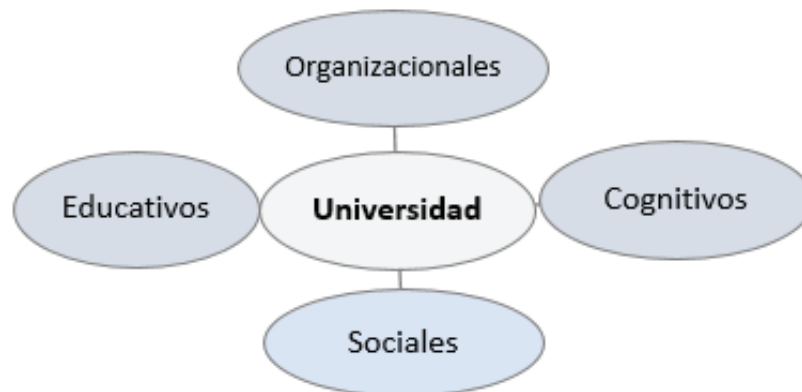 Organizacionales
Educativos
Universidad
Cognitivos
Sociales